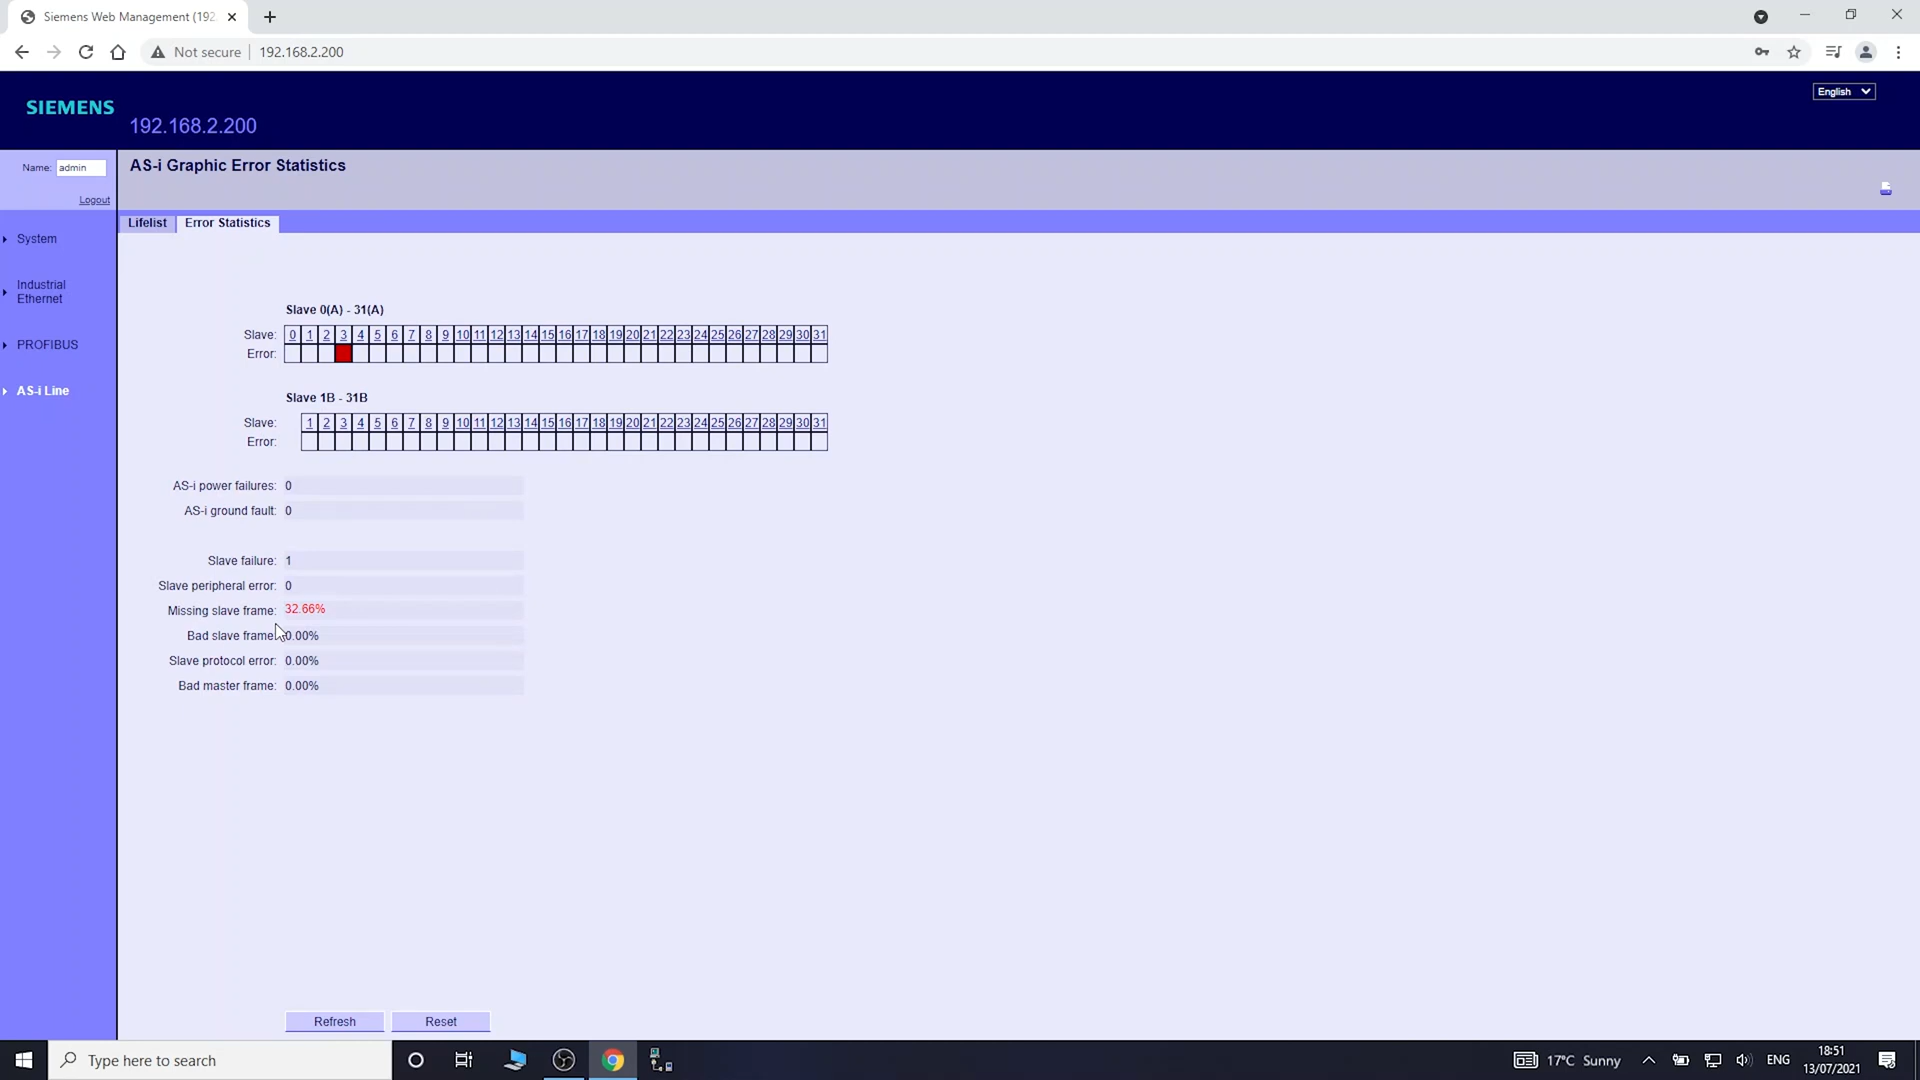 Siemens Web Management (192.
Not secure 192.168.2.200
SIEMENS
192.168.2.200
English
Name: admin
Logout
AS-i Graphic Error Statistics
Lifelist Error Statistics
System
Industrial
Ethernet
PROFIBUS
AS-i Line
Slave 0(A) - 31(A)
Slave: 0 1 2 3 4 5 6 7 8 9 10 11 12 13 14 15 16 17 18 19 20 21 22 23 24 25 26 27 28 29 30 31
Error:
Slave 1B - 31B
Slave: 1 2 3 4 5 6 7 8 9 10 11 12 13 14 15 16 17 18 19 20 21 22 23 24 25 26 27 28 29 30 31
Error:
AS-i power failures: 0
AS-i ground fault: 0
Slave failure: 1
Slave peripheral error: 0
Missing slave frame: 32.66%
Bad slave frame: 0.00%
Slave protocol error: 0.00%
Bad master frame: 0.00%
Refresh Reset
Type here to search
17°C Sunny
ENG
18:51
13/07/2021